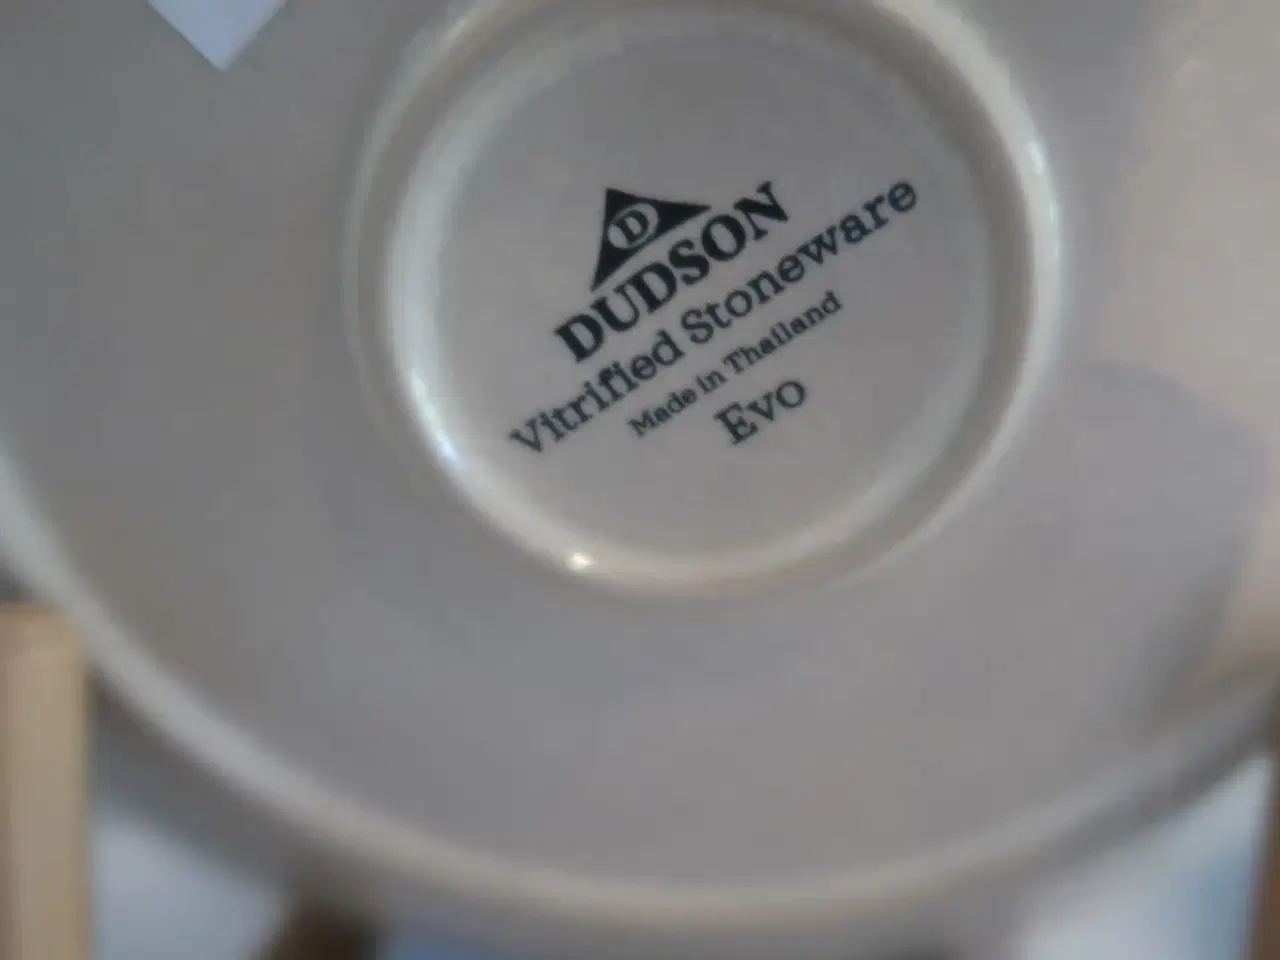 D
DUDSON
Vitrified Stoneware
Made in Thailand
Evo